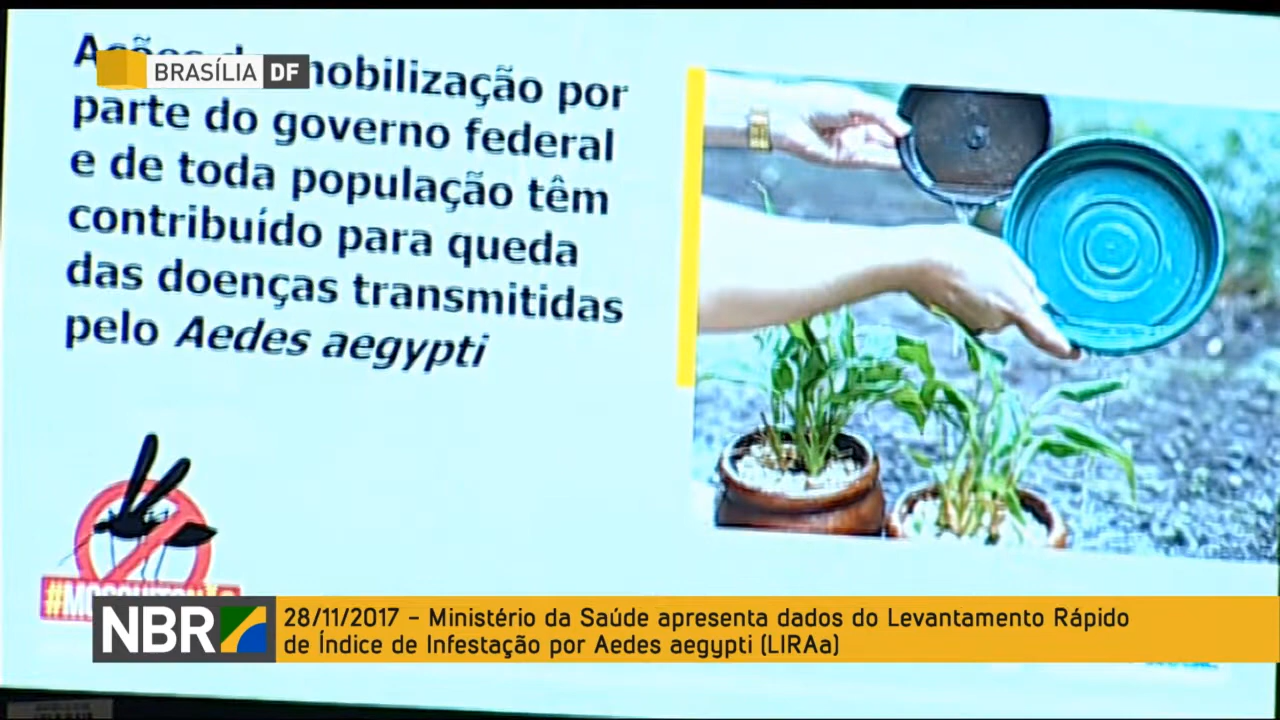 BRASÍLIA DF
mobilização por
parte do governo federal
e de toda população têm
contribuído para queda
das doenças transmitidas
pelo Aedes aegypti
NBR
28/11/2017 – Ministério da Saúde apresenta dados do Levantamento Rápido
de Índice de Infestação por Aedes aegypti (LIRAa)